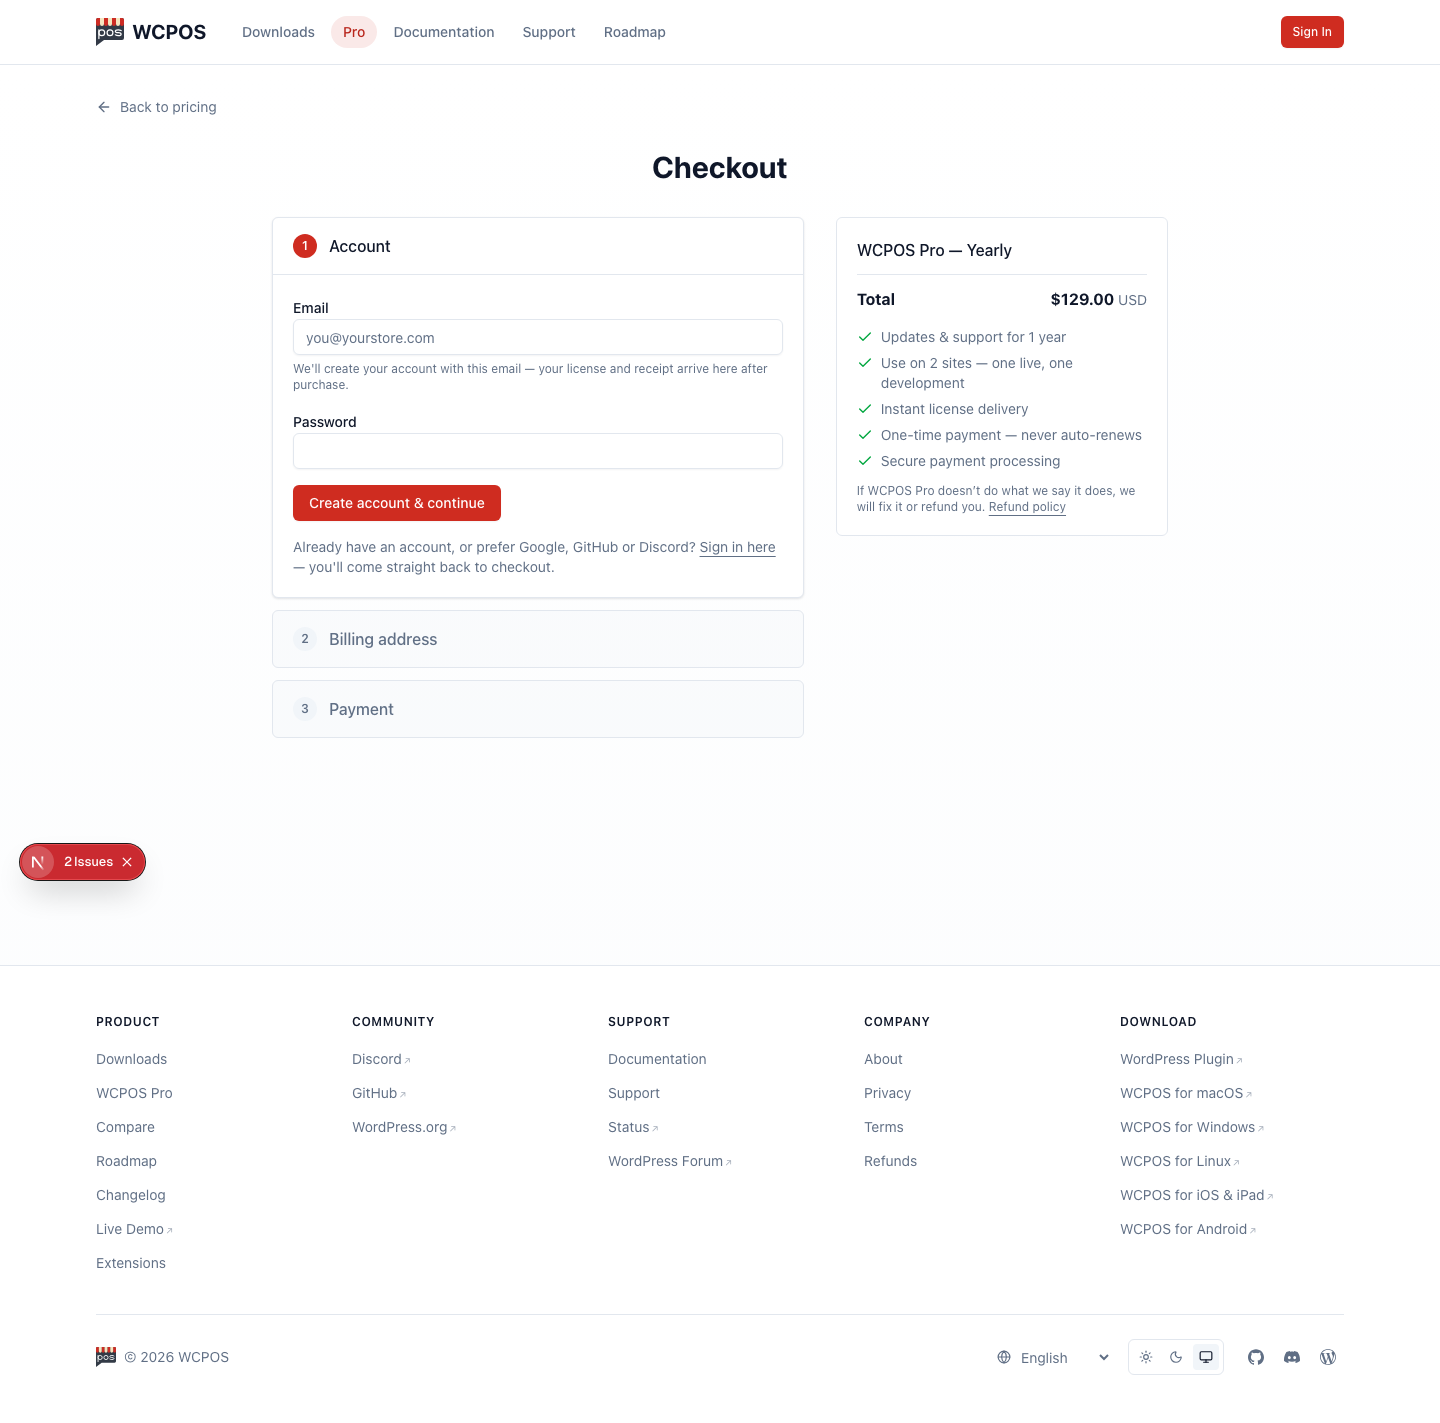 pos WCPOS Downloads Pro Documentation Support Roadmap Sign In
Back to pricing
Checkout
1 Account
Email
you@yourstore.com
We'll create your account with this email — your license and receipt arrive here after
purchase.
Password
Create account & continue
Already have an account, or prefer Google, GitHub or Discord? Sign in here
— you'll come straight back to checkout.
2 Billing address
3 Payment
WCPOS Pro — Yearly
Total $129.00 USD
Updates & support for 1 year
Use on 2 sites — one live, one
development
Instant license delivery
One-time payment — never auto-renews
Secure payment processing
If WCPOS Pro doesn't do what we say it does, we
will fix it or refund you. Refund policy
N 2 Issues
PRODUCT
Downloads
WCPOS Pro
Compare
Roadmap
Changelog
Live Demo
Extensions
COMMUNITY
Discord
GitHub
WordPress.org
SUPPORT
Documentation
Support
Status
WordPress Forum
COMPANY
About
Privacy
Terms
Refunds
DOWNLOAD
WordPress Plugin
WCPOS for macOS
WCPOS for Windows
WCPOS for Linux
WCPOS for iOS & iPad
WCPOS for Android
pos © 2026 WCPOS
English